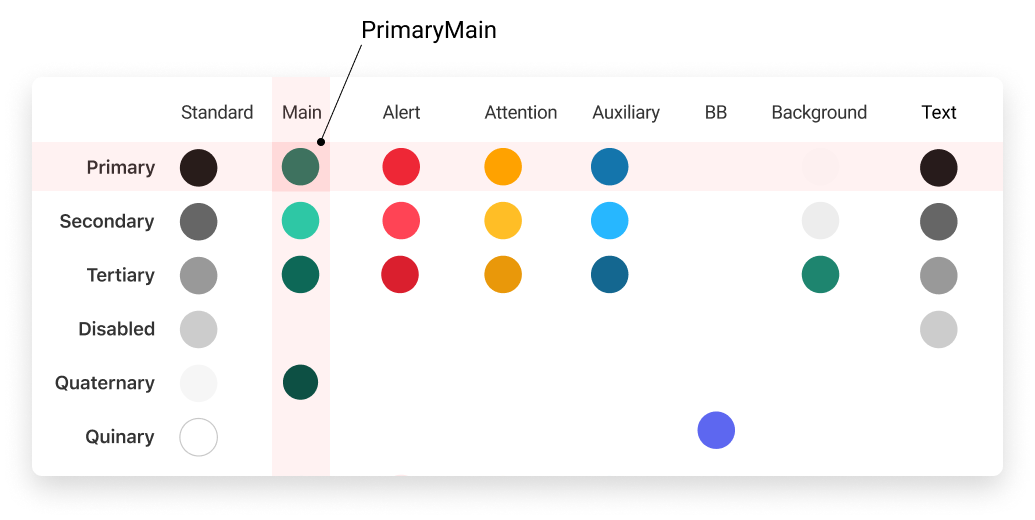 PrimaryMain
Standard Main Alert Attention Auxiliary BB Background Text
Primary
Secondary
Tertiary
Disabled
Quaternary
Quinary